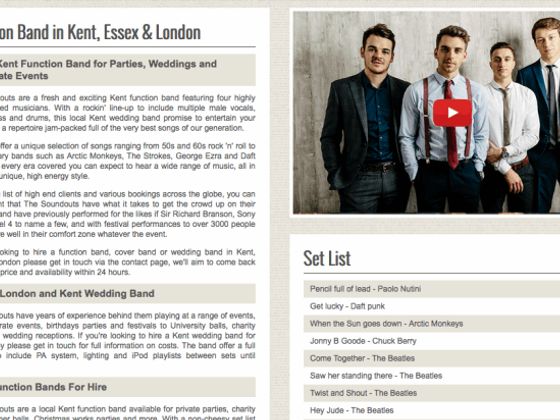 on Band in Kent, Essex & London
Kent Function Band for Parties, Weddings and
ate Events
outs are a fresh and exciting Kent function band featuring four highly
ed musicians. With a rockin' line-up to include multiple male vocals,
ss and drums, this local Kent wedding band promise to entertain your
a repertoire jam-packed full of the very best songs of our generation.
offer a unique selection of songs ranging from 50s and 60s rock 'n' roll to
ary bands such as Arctic Monkeys, The Strokes, George Ezra and Daft
every era covered you can expect to hear a wide range of music, all in
unique, high energy style.
list of high end clients and various bookings across the globe, you can
nt that The Soundouts have what it takes to get the crowd up on their
and have previously performed for the likes if Sir Richard Branson, Sony
el 4 to name a few, and with festival performances to over 3000 people
re well in their comfort zone whatever the event.
ooking to hire a function band, cover band or wedding band in Kent,
ondon please get in touch via the contact page, we'll aim to come back
price and availability within 24 hours.
London and Kent Wedding Band
outs have years of experience behind them playing at a range of events,
rate events, birthdays parties and festivals to University balls, charity
wedding receptions. If you're looking to hire a Kent wedding band for
y please get in touch for full information on costs. The band offer a full
o include PA system, lighting and iPod playlists between sets until
unction Bands For Hire
outs are a local Kent function band available for private parties, charity
Set List
Pencil full of lead - Paolo Nutini
Get lucky - Daft punk
When the Sun goes down - Arctic Monkeys
Jonny B Goode - Chuck Berry
Come Together - The Beatles
Saw her standing there - The Beatles
Twist and Shout - The Beatles
Hey Jude - The Beatles